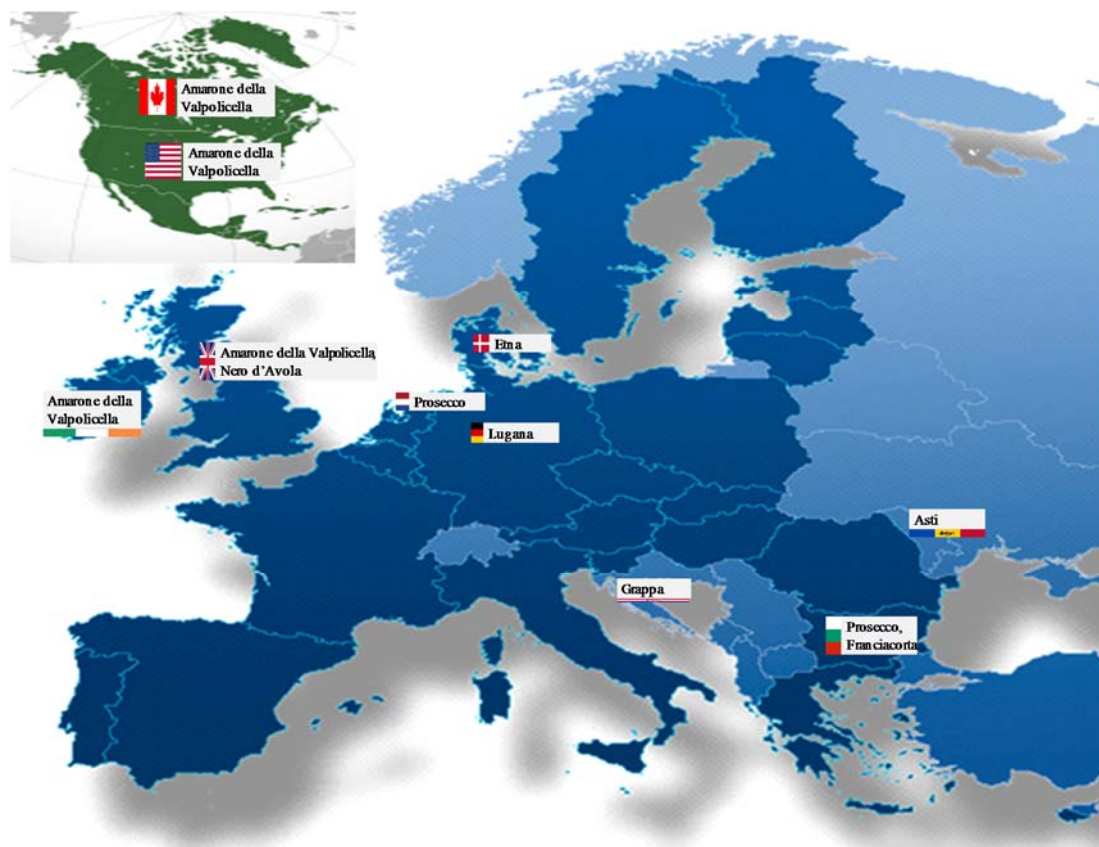 Amarone della
Valpolicella
Amarone della
Valpolicella
Amarone della Valpolicella,
Nero d'Avola
Etna
Amarone della
Valpolicella
Prosecco
Lugana
Asti
Grappa
Prosecco,
Franciacorta